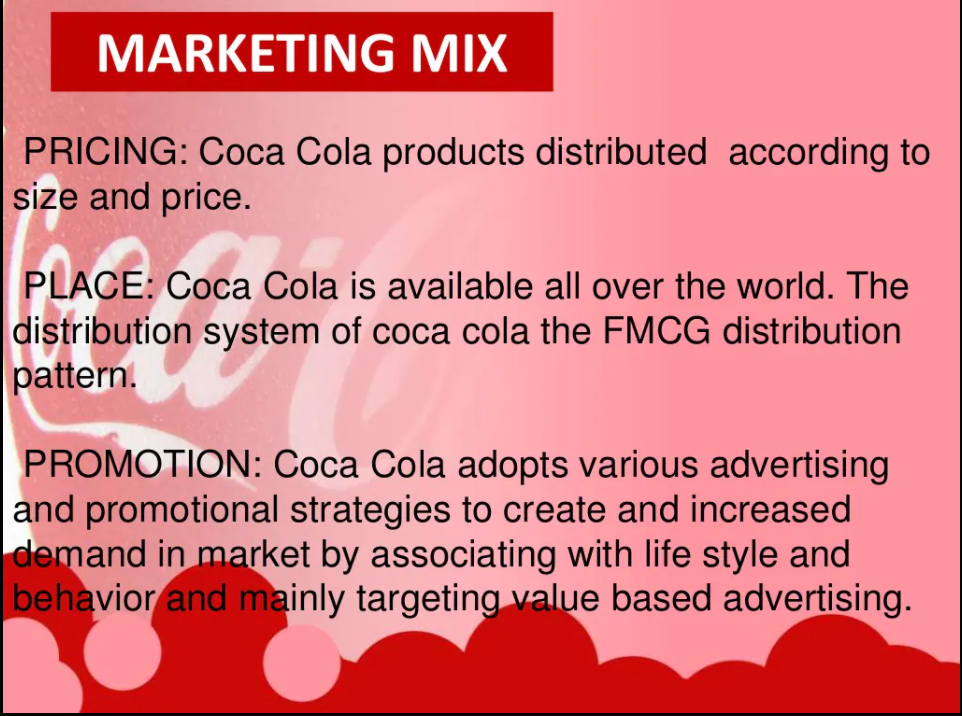 MARKETING MIX
PRICING: Coca Cola products distributed  according to
size and price.
PLACE: Coca Cola is available all over the world. The
distribution system of coca cola the FMCG distribution
pattern.
PROMOTION: Coca Cola adopts various advertising
and promotional strategies to create and increased
demand in market by associating with life style and
behavior and mainly targeting value based advertising.